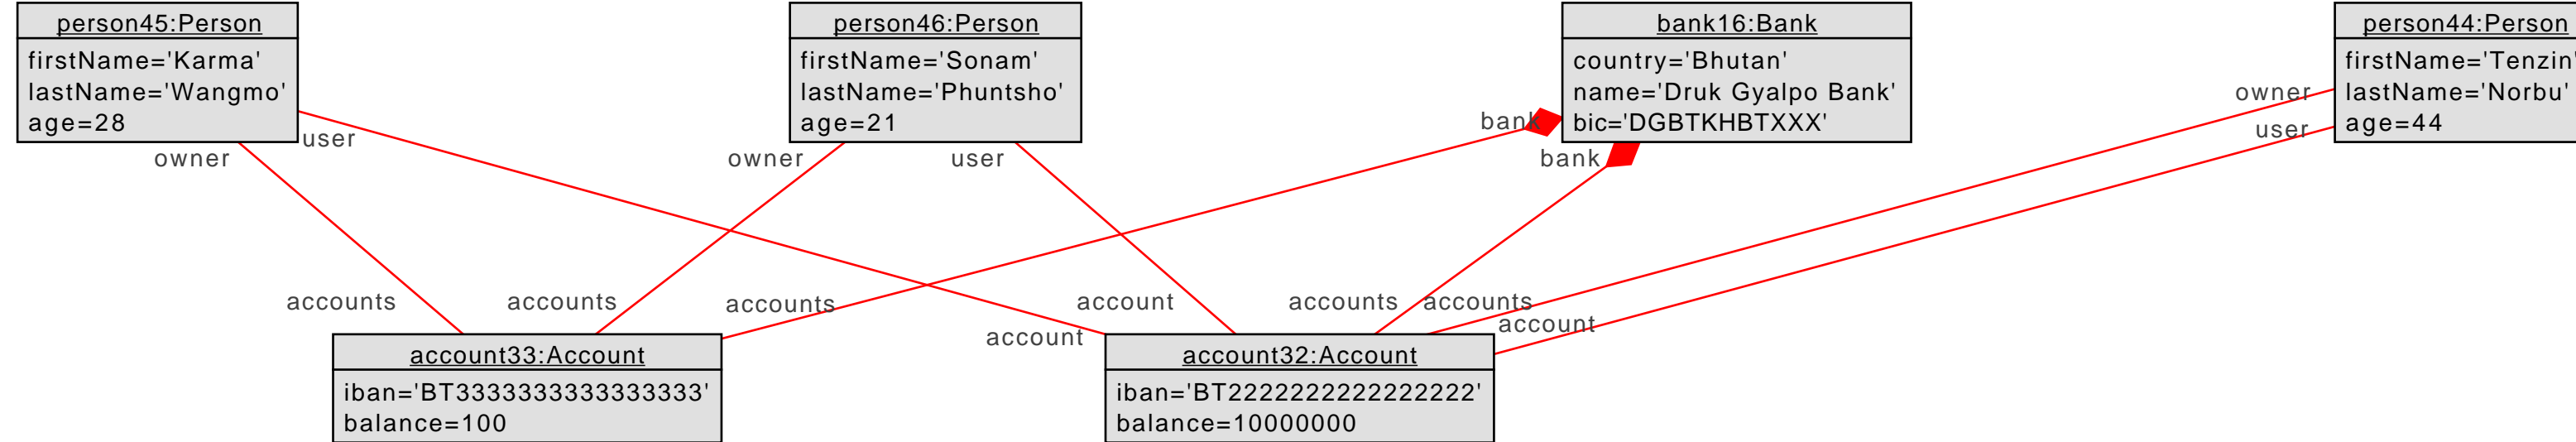 person45:Person
firstName='Karma'
lastName='Wangmo'
age=28
person46:Person
firstName='Sonam'
lastName='Phuntsho'
age=21
bank16:Bank
country='Bhutan'
name='Druk Gyalpo Bank'
bic='DGBTKHBTXXX'
person44:Person
firstName='Tenzin'
lastName='Norbu'
age=44
owner
user
owner
user
bank
bank
owner
user
accounts
accounts
accounts
account
account
accounts
accounts
account
account33:Account
iban='BT3333333333333333'
balance=100
account32:Account
iban='BT2222222222222222'
balance=10000000